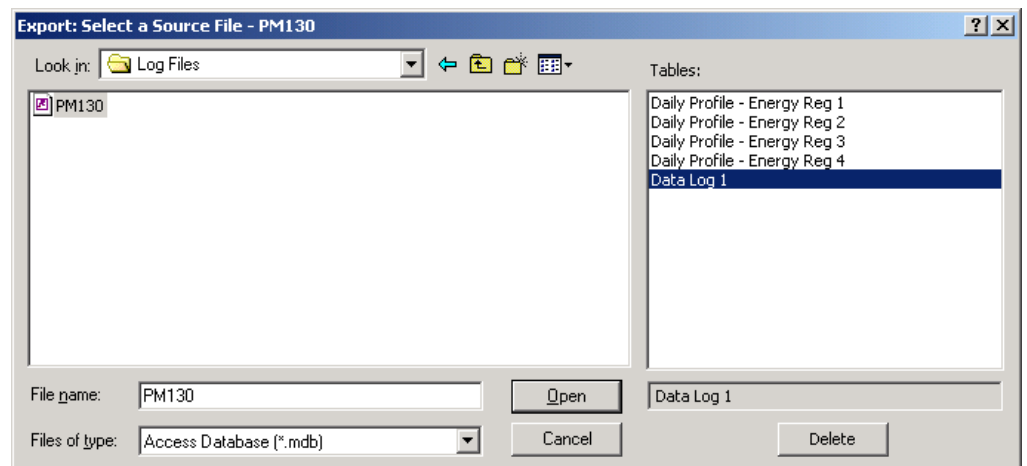 Export: Select a Source File - PM130
Look in: Log Files
Tables:
PM130
Daily Profile - Energy Reg 1
Daily Profile - Energy Reg 2
Daily Profile - Energy Reg 3
Daily Profile - Energy Reg 4
Data Log 1
File name: PM130 Open Data Log 1
Files of type: Access Database (*.mdb) Cancel Delete